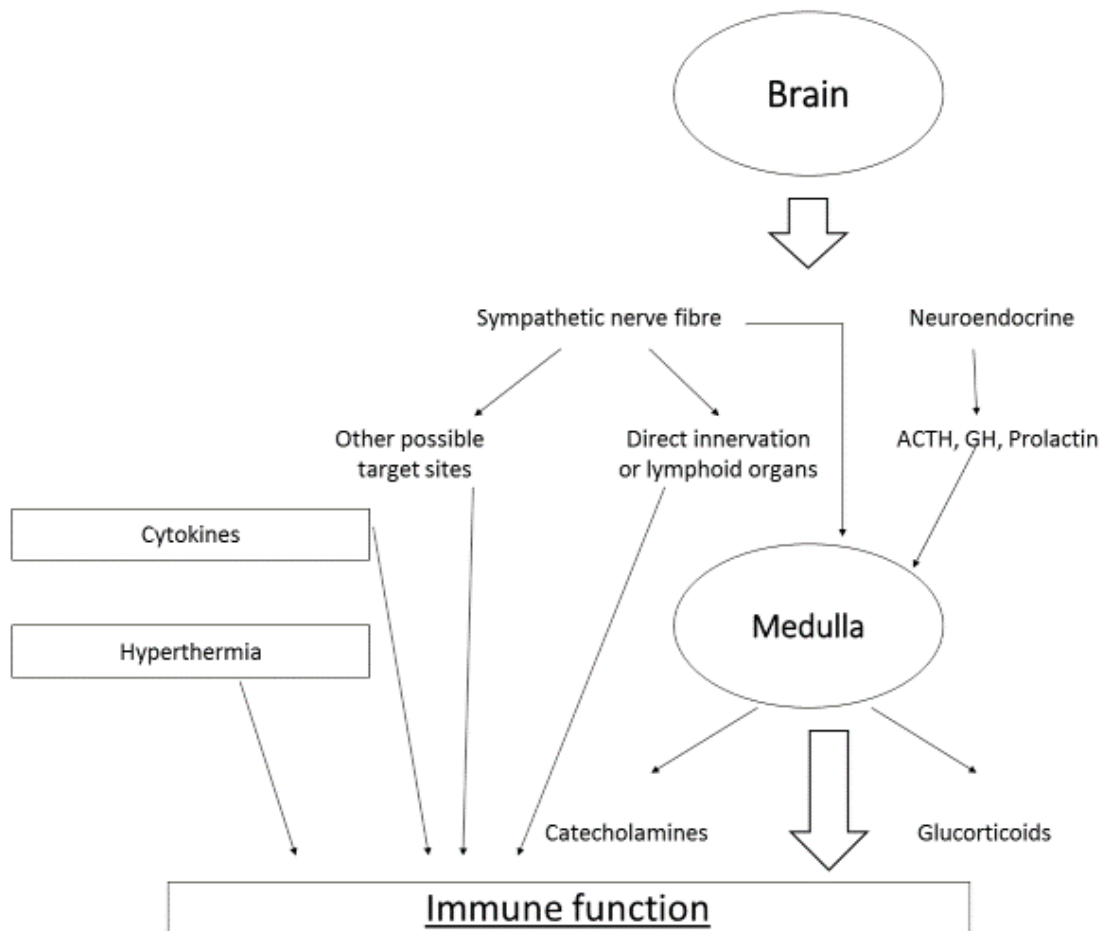 Brain
Sympathetic nerve fibre
Neuroendocrine
Other possible
target sites
Direct innervation
or lymphoid organs
ACTH, GH, Prolactin
Cytokines
Hyperthermia
Medulla
Catecholamines
Glucorticoids
Immune function